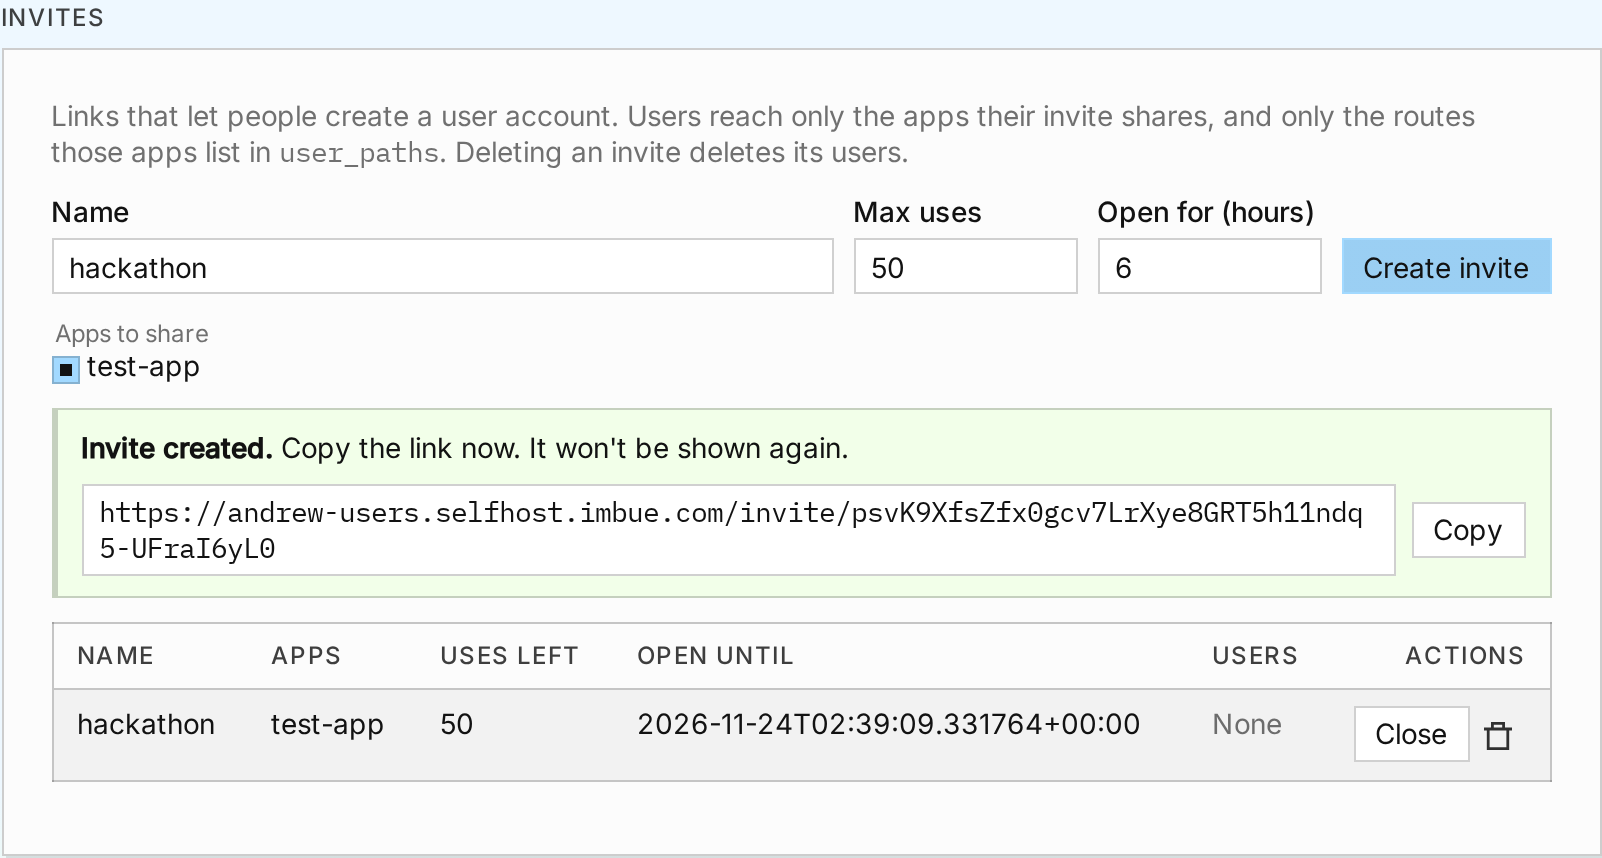 INVITES
Links that let people create a user account. Users reach only the apps their invite shares, and only the routes
those apps list in user_paths. Deleting an invite deletes its users.
Name
Max uses
Open for (hours)
hackathon
50
6
Create invite
Apps to share
test-app
Invite created. Copy the link now. It won't be shown again.
https://andrew-users.selfhost.imbue.com/invite/psvK9XfsZfx0gcv7LrXye8GRT5h11ndq
5-UFraI6yL0
Copy
NAME APPS USES LEFT OPEN UNTIL USERS ACTIONS
hackathon test-app 50 2026-11-24T02:39:09.331764+00:00 None Close